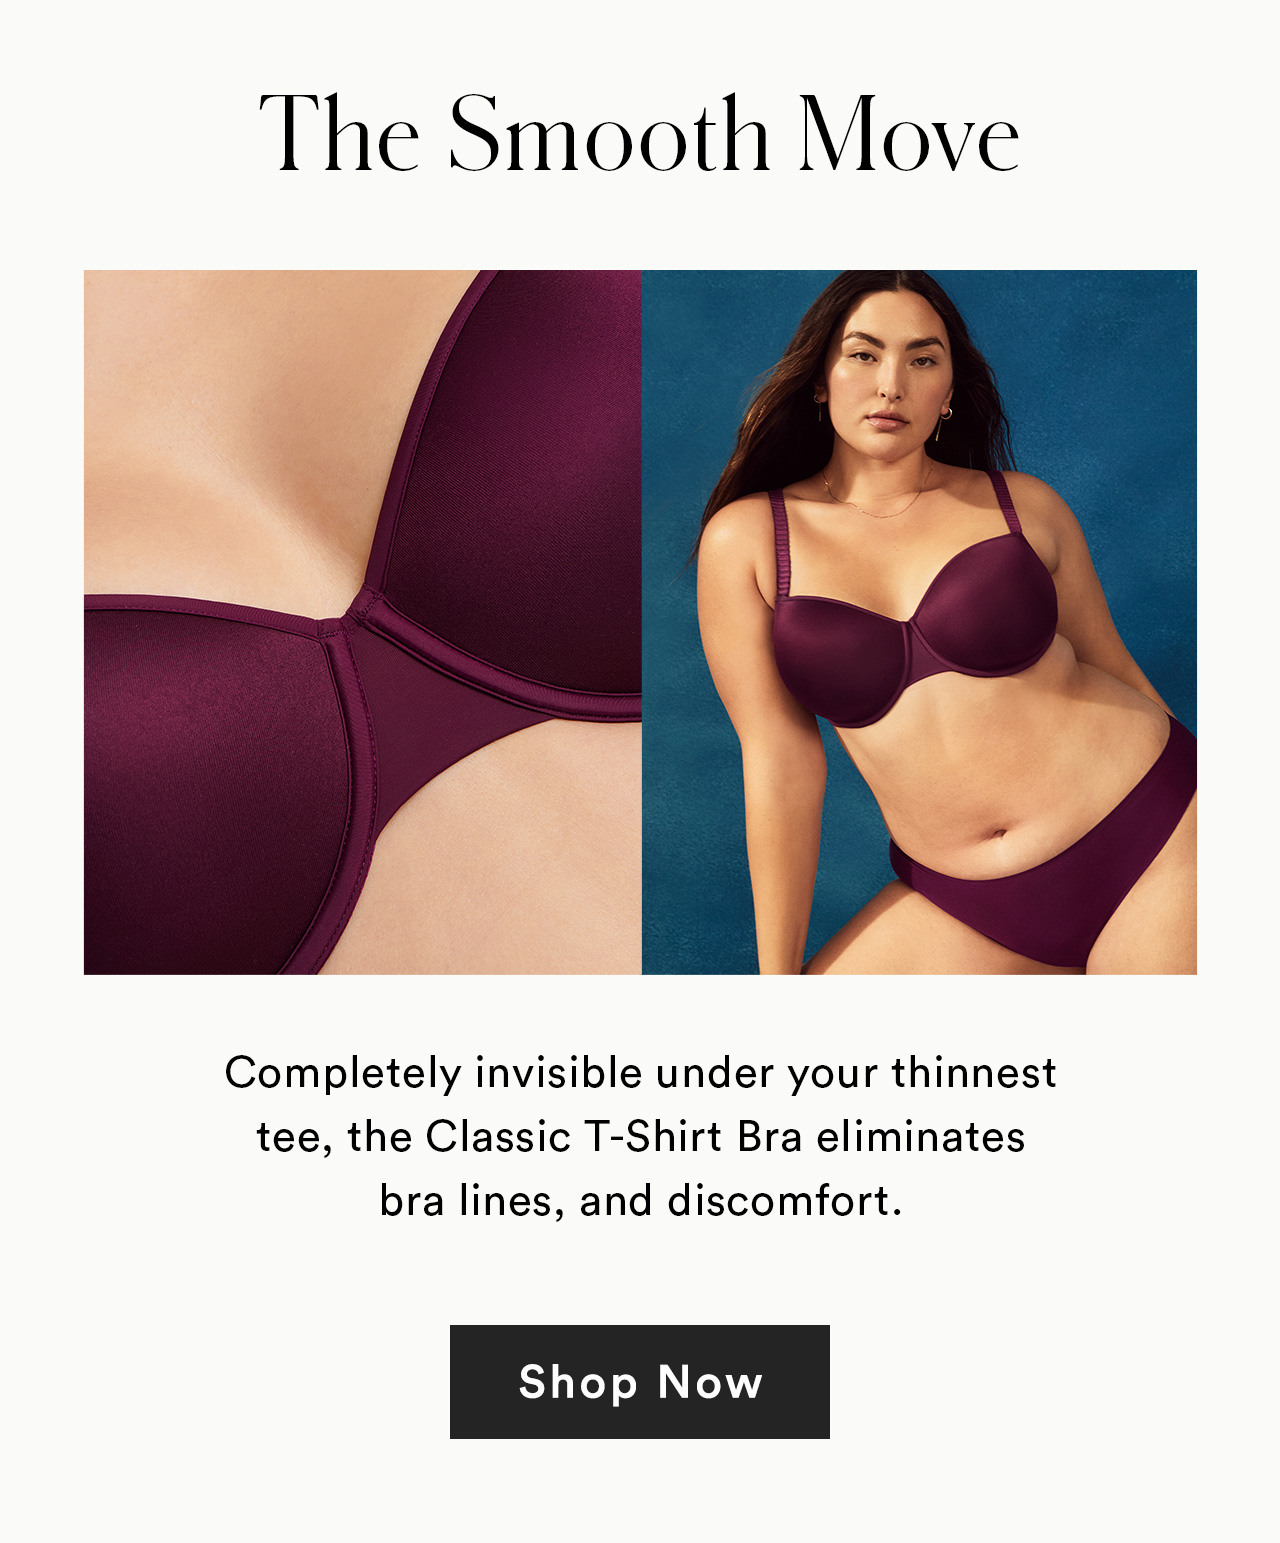 The Smooth Move
Completely invisible under your thinnest
tee, the Classic T-Shirt Bra eliminates
bra lines, and discomfort.
Shop Now